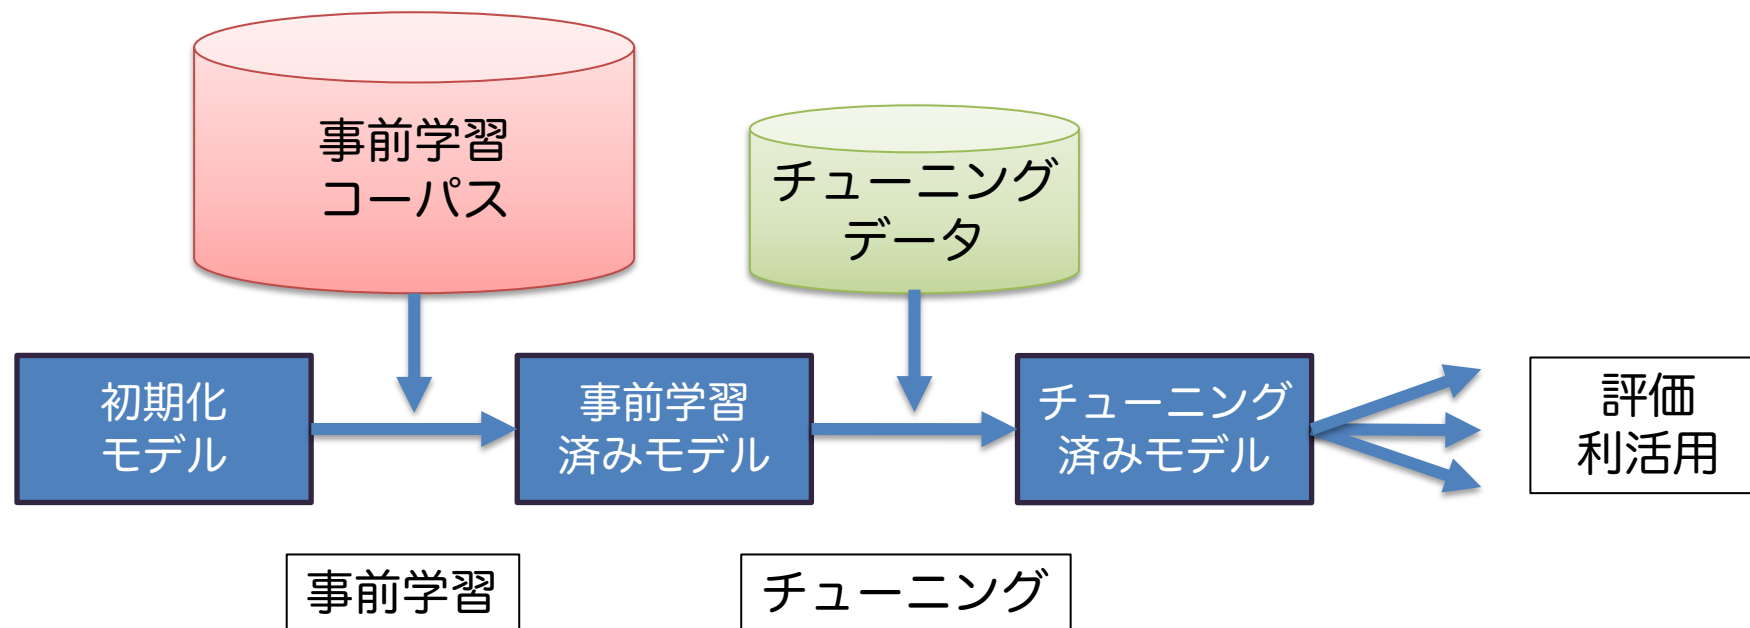 事前学習
コーパス
チューニング
データ
初期化
モデル
事前学習
済みモデル
チューニング
済みモデル
評価
利活用
事前学習
チューニング